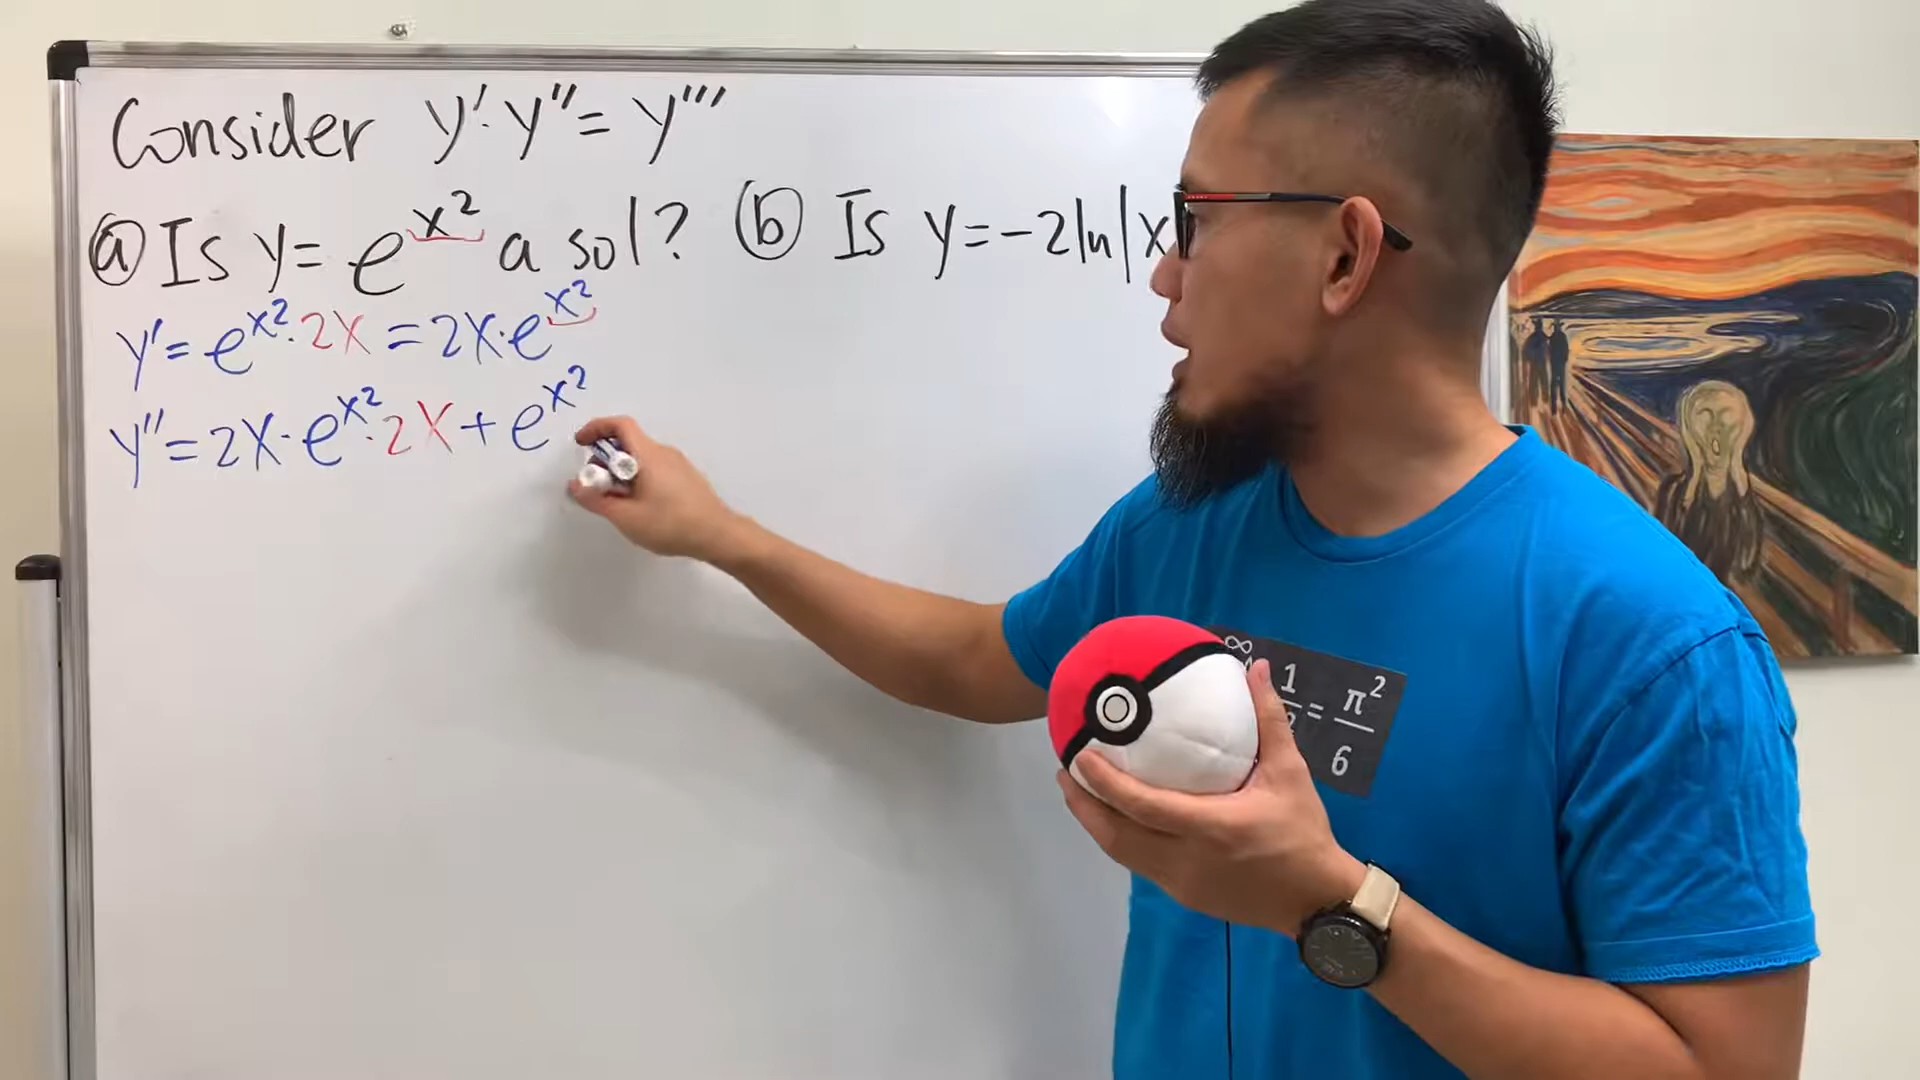 Consider y'·y''= y'''
ⓐ Is y= e^x² a sol? ⓑ Is y=-2ln|x
y'= e^x²·2x = 2x·e^x²
y''= 2x·e^x²·2x + e^x²
∞
1 = π²
6